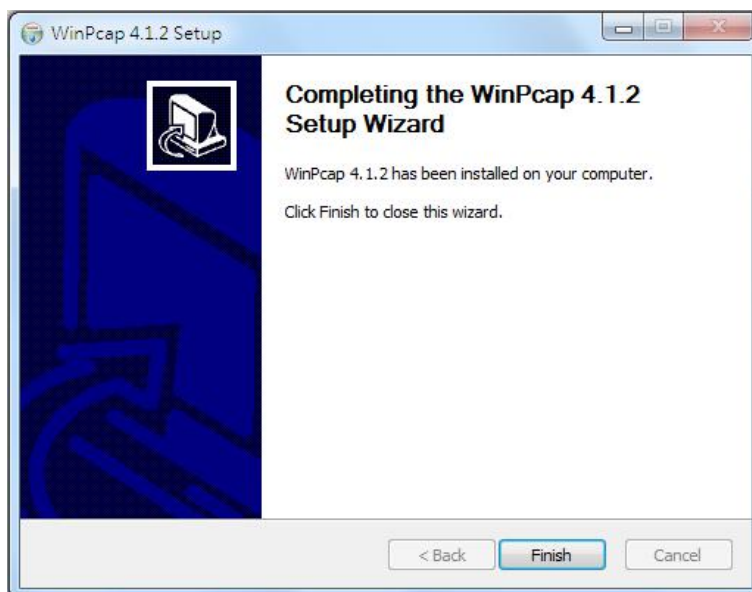 WinPcap 4.1.2 Setup
Completing the WinPcap 4.1.2
Setup Wizard
WinPcap 4.1.2 has been installed on your computer.
Click Finish to close this wizard.
< Back
Finish
Cancel